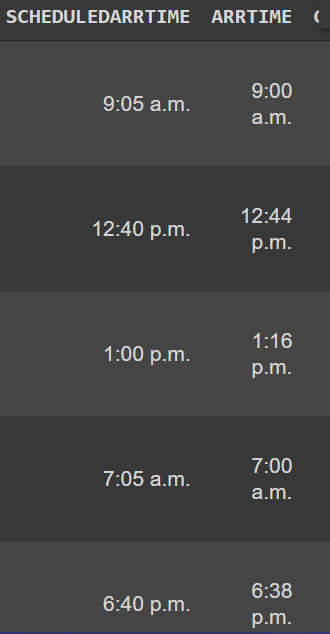 SCHEDULEDARRTIME ARRTIME
9:05 a.m. 9:00
a.m.
12:40 p.m. 12:44
p.m.
1:00 p.m. 1:16
p.m.
7:05 a.m. 7:00
a.m.
6:40 p.m. 6:38
p.m.